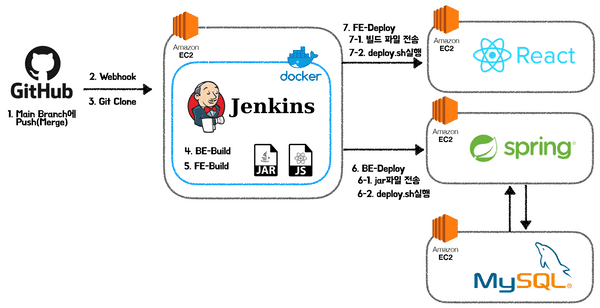 GitHub
1. Main Branch에
Push(Merge)
2. Webhook
3. Git Clone
Amazon
EC2
docker
Jenkins
4. BE-Build
5. FE-Build
JAR
JS
7. FE-Deploy
7-1. 빌드 파일 전송
7-2. deploy.sh실행
Amazon
EC2
React
6. BE-Deploy
6-1. jar파일 전송
6-2. deploy.sh실행
Amazon
EC2
spring
Amazon
EC2
MySQL